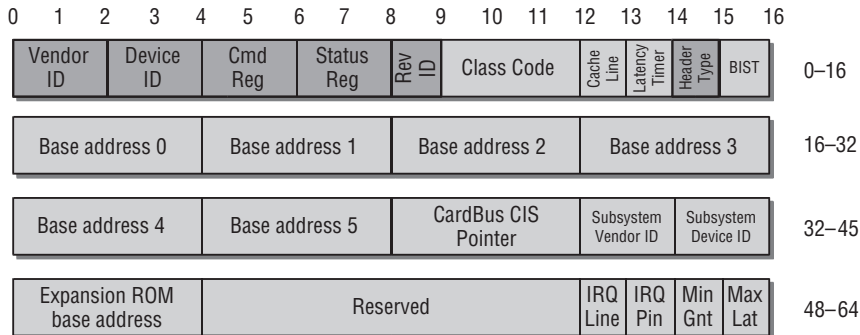 0 1 2 3 4 5 6 7 8 9 10 11 12 13 14 15 16
Vendor ID Device ID Cmd Reg Status Reg Rev ID Class Code Cache Line Latency Timer Header Type BIST 0–16
Base address 0 Base address 1 Base address 2 Base address 3 16–32
Base address 4 Base address 5 CardBus CIS Pointer Subsystem Vendor ID Subsystem Device ID 32–45
Expansion ROM base address Reserved IRQ Line IRQ Pin Min Gnt Max Lat 48–64